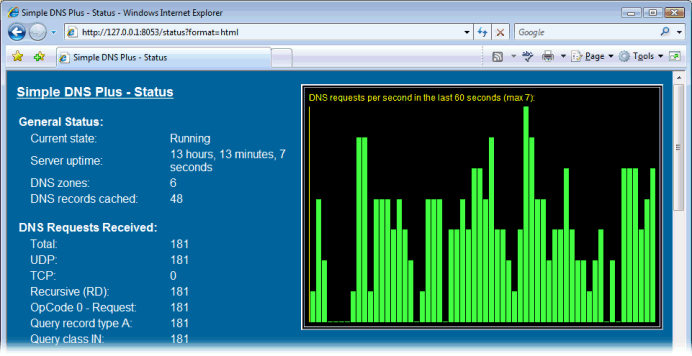 Simple DNS Plus - Status - Windows Internet Explorer
http://127.0.0.1:8053/status?format=html
Google
Simple DNS Plus - Status
Page
Tools
Simple DNS Plus - Status
DNS requests per second in the last 60 seconds (max 7):
General Status:
Current state: Running
Server uptime: 13 hours, 13 minutes, 7
seconds
DNS zones: 6
DNS records cached: 48
DNS Requests Received:
Total: 181
UDP: 181
TCP: 0
Recursive (RD): 181
OpCode 0 - Request: 181
Query record type A: 181
Query class IN: 181